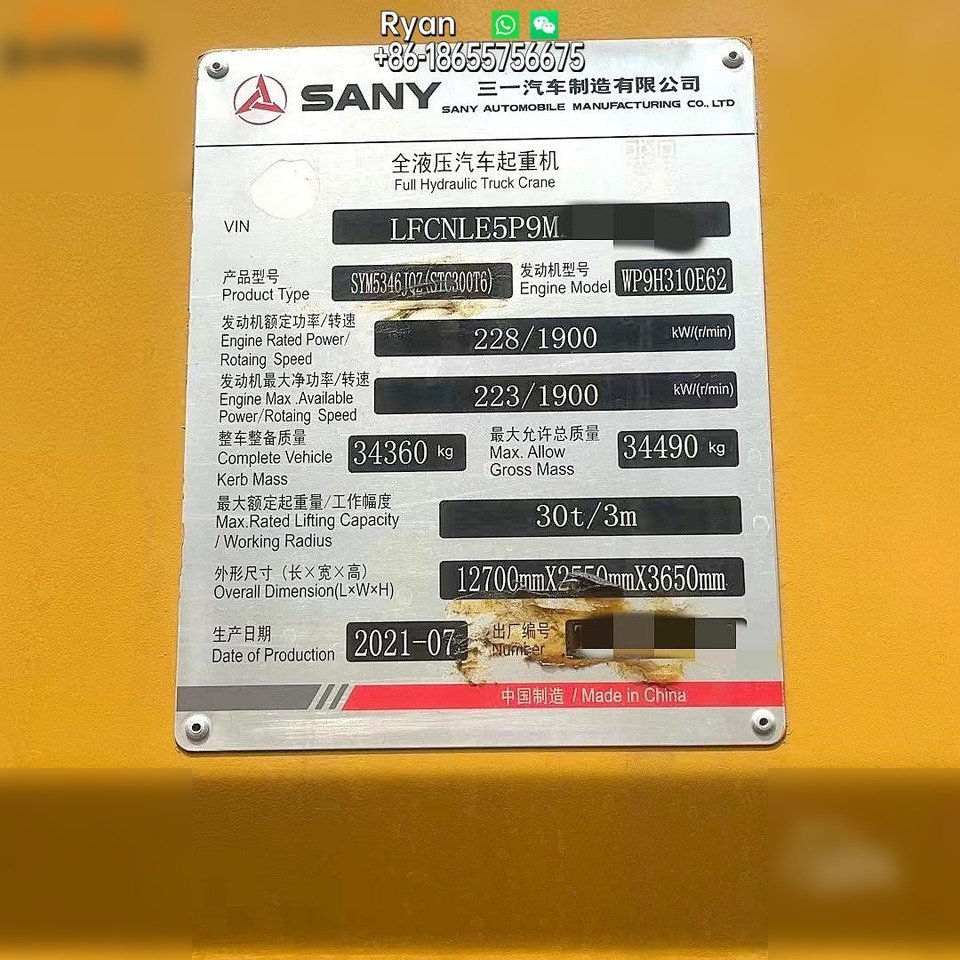 Ryan
+86-18655756675
SANY 三一汽车制造有限公司
SANY AUTOMOBILE MANUFACTURING CO., LTD
全液压汽车起重机
Full Hydraulic Truck Crane
VIN LFCNLE5P9M
产品型号 SYM5346JQZ(STC300T6) 发动机型号 WP9H310E62
Product Type Engine Model
发动机额定功率/转速
Engine Rated Power/ 228/1900 kW/(r/min)
Rotaing Speed
发动机最大净功率/转速
Engine Max .Available 223/1900 kW/(r/min)
Power/Rotaing Speed
整车整备质量 最大允许总质量
Complete Vehicle 34360 kg Max. Allow 34490 kg
Kerb Mass Gross Mass
最大额定起重量/工作幅度
Max.Rated Lifting Capacity 30t/3m
/ Working Radius
外形尺寸（长×宽×高） 12700mmX2550mmX3650mm
Overall Dimension(L×W×H)
生产日期 2021-07 出厂编号
Date of Production Number
中国制造 / Made in China